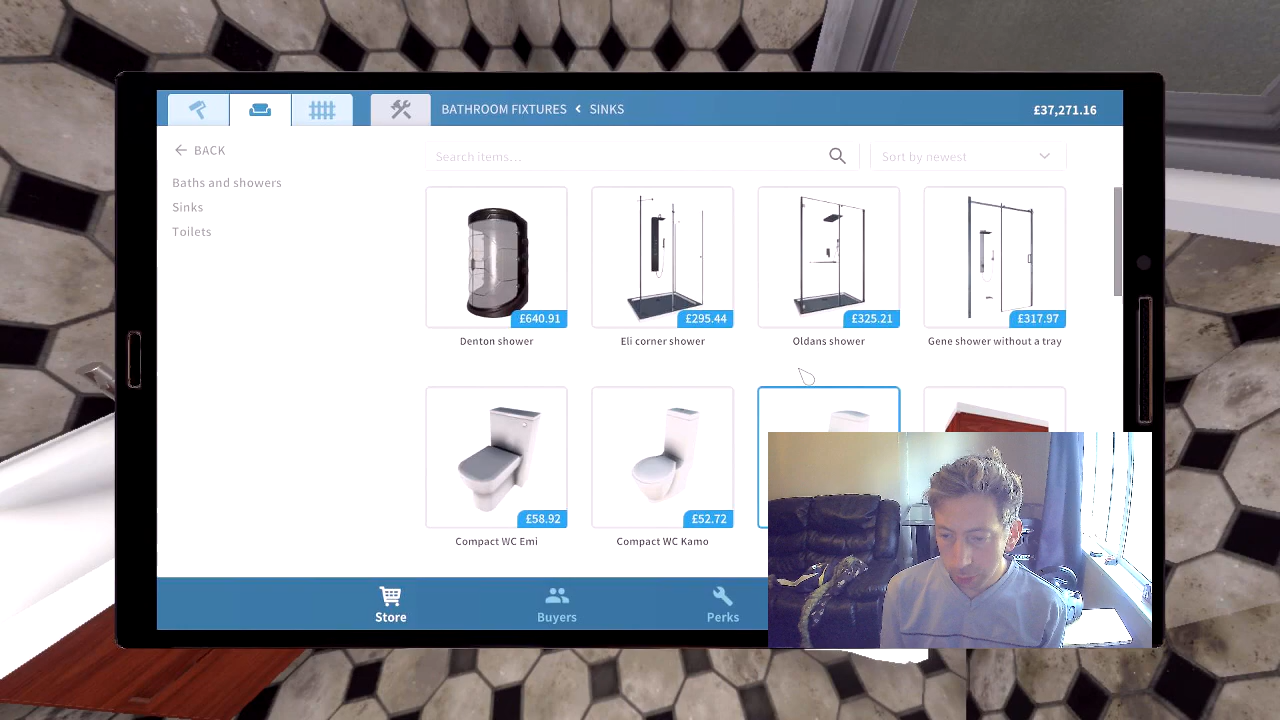 BATHROOM FIXTURES < SINKS
£37,271.16
BACK
Search items...
Sort by newest
Baths and showers
Sinks
Toilets
£640.91
£295.44
£325.21
£317.97
Denton shower
Eli corner shower
Oldans shower
Gene shower without a tray
£58.92
£52.72
Compact WC Emi
Compact WC Kamo
Store
Buyers
Perks